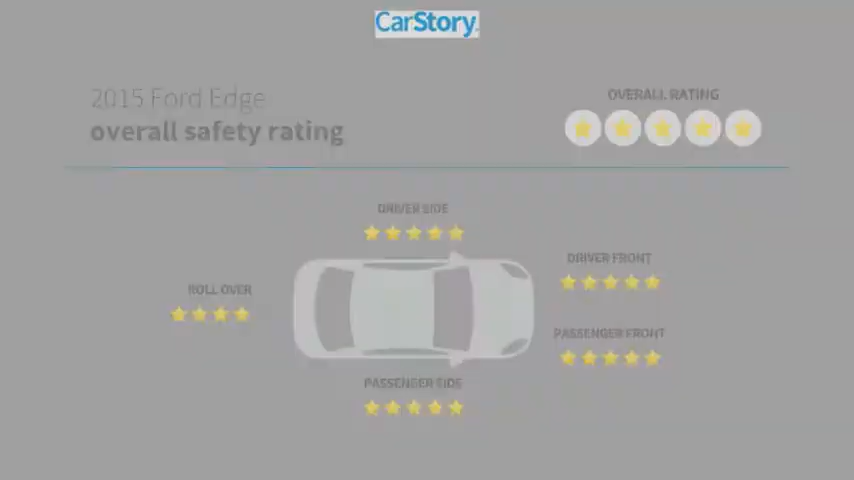 CarStory
2015 Ford Edge
overall safety rating
OVERALL RATING
DRIVER SIDE
DRIVER FRONT
ROLL OVER
PASSENGER FRONT
PASSENGER SIDE